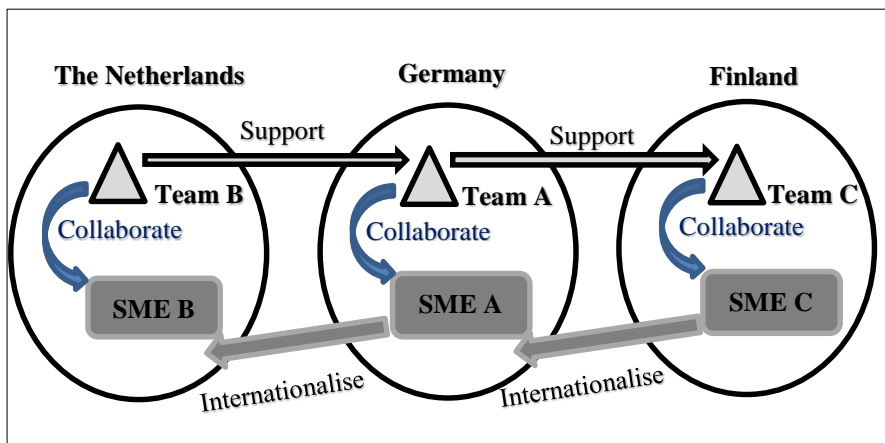 The Netherlands
Germany
Finland
Support
Support
Team B
Team A
Team C
Collaborate
Collaborate
Collaborate
SME B
SME A
SME C
Internationalise
Internationalise